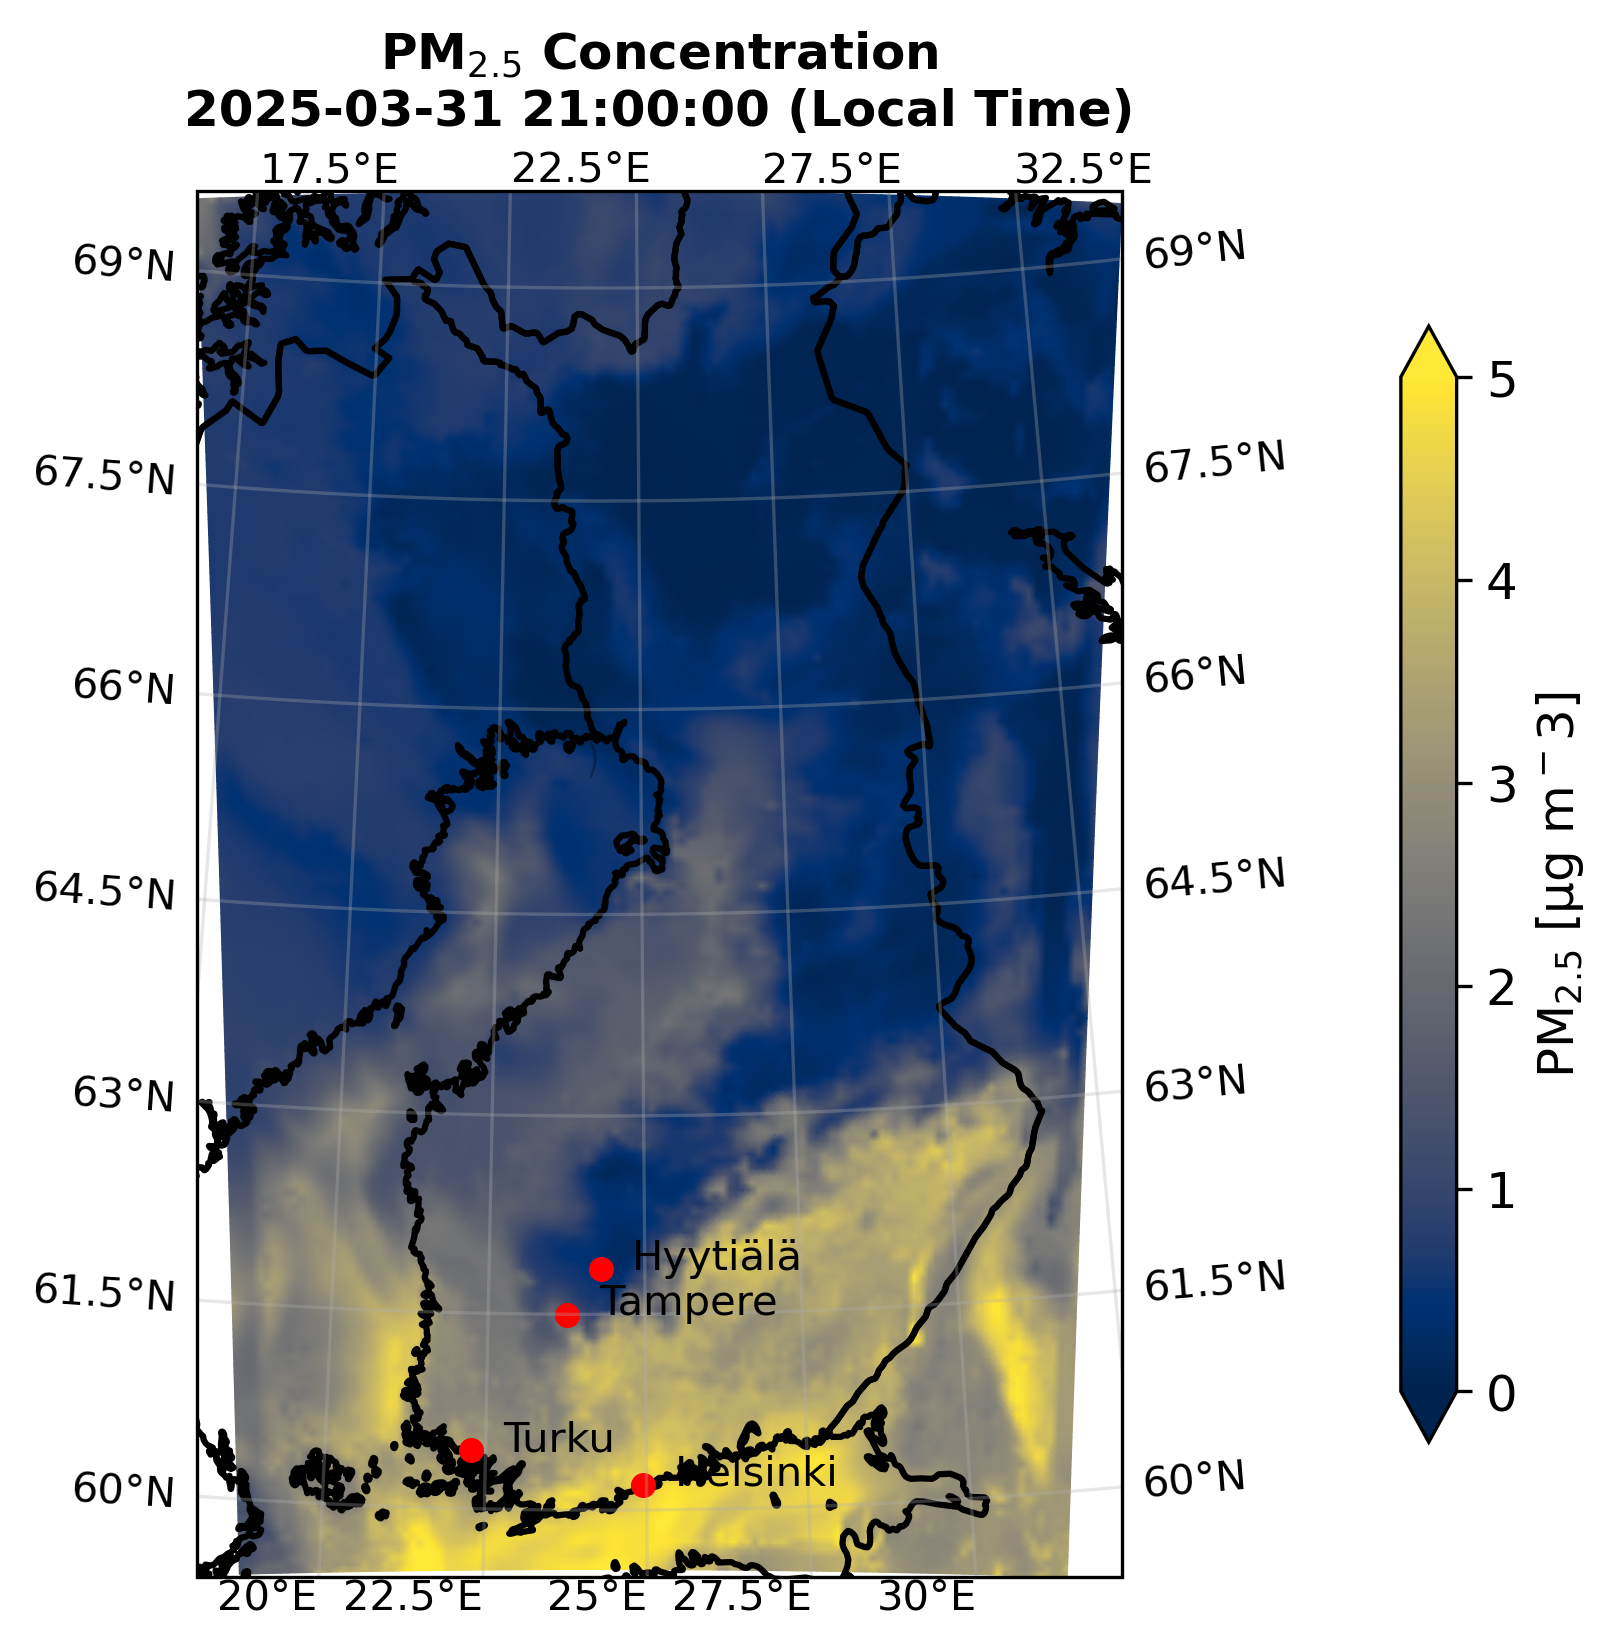 PM₂.₅ Concentration
2025-03-31 21:00:00 (Local Time)
17.5°E 22.5°E 27.5°E 32.5°E
69°N 69°N
67.5°N 67.5°N
66°N 66°N
64.5°N 64.5°N
63°N 63°N
61.5°N 61.5°N
60°N 60°N
Hyytiälä
Tampere
Turku
Helsinki
20°E 22.5°E 25°E 27.5°E 30°E
5
4
3
2
1
0
PM₂.₅ [µg m⁻3]